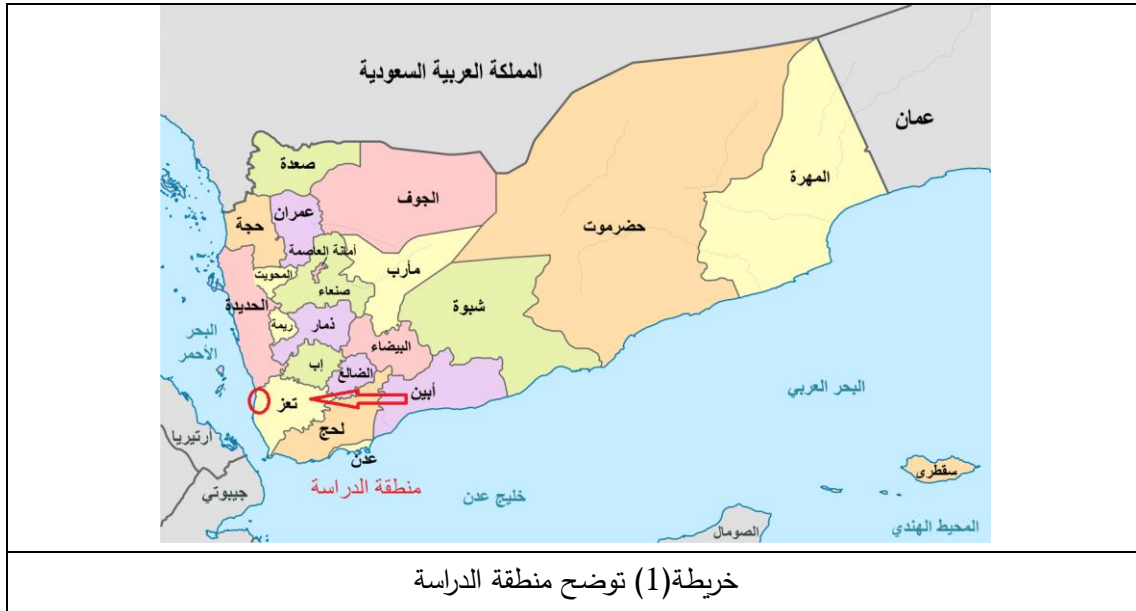 المملكة العربية السعودية
عمان
صعدة
المهرة
الجوف
عمران
حجة
حضرموت
أمانة العاصمة
مأرب
المحويت
صنعاء
شبوة
الحديدة
ريمة
ذمار
البحر
الأحمر
البيضاء
إب
الضالع
أبين
البحر العربي
تعز
لحج
أرتيريا
عدن
سقطرى
منطقة الدراسة
جيبوتي
خليج عدن
الصومال
المحيط الهندي
خريطة(1) توضح منطقة الدراسة